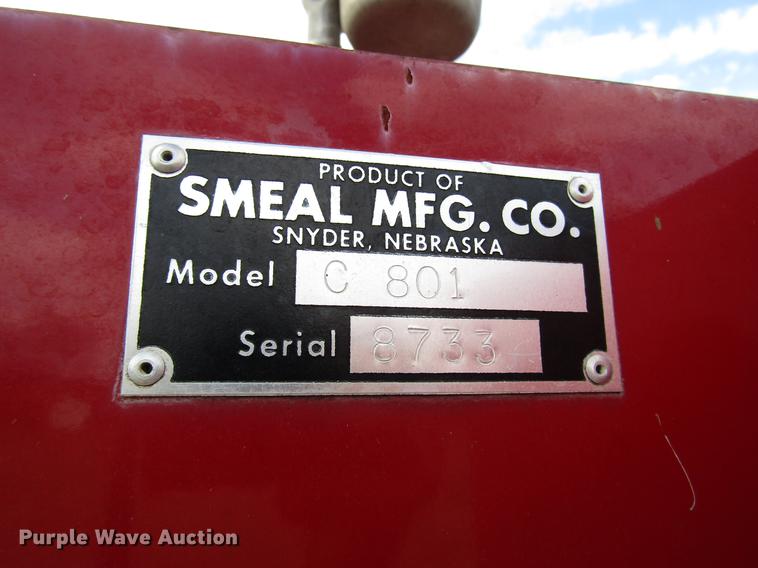 PRODUCT OF
SMEAL MFG. CO.
SNYDER, NEBRASKA
Model C 801
Serial 8733
Purple Wave Auction